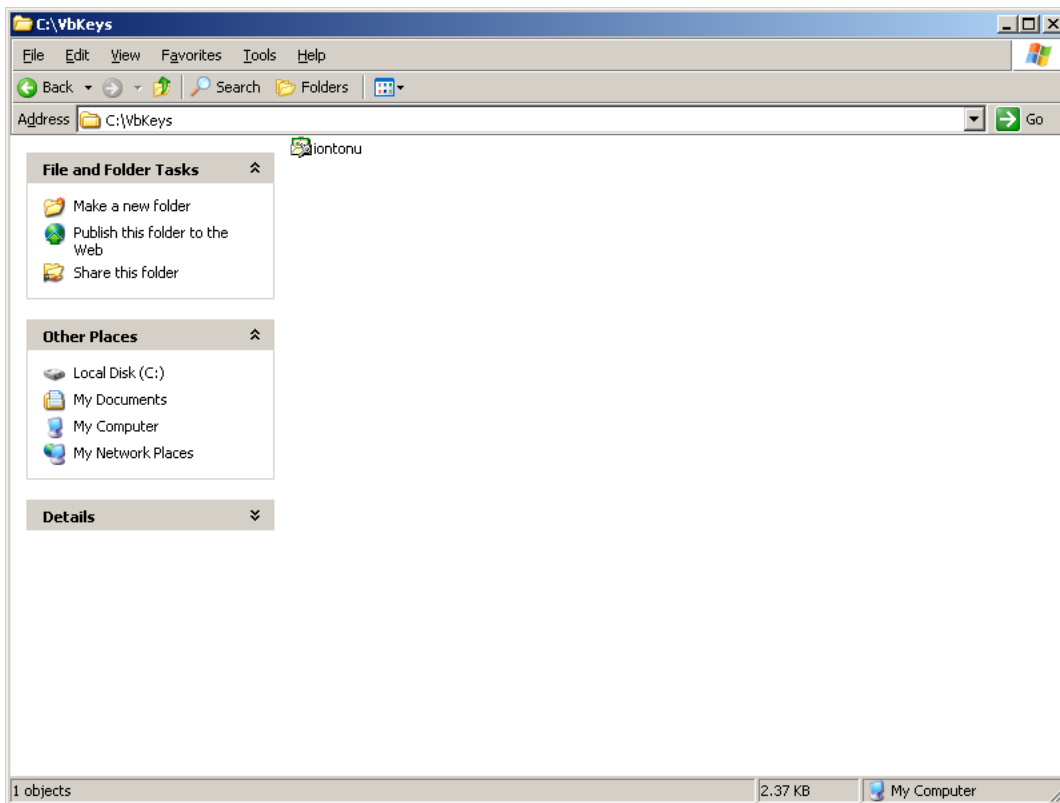 C:\VbKeys
File Edit View Favorites Tools Help
Back Search Folders
Address C:\VbKeys Go
File and Folder Tasks
Make a new folder
Publish this folder to the
Web
Share this folder
Other Places
Local Disk (C:)
My Documents
My Computer
My Network Places
Details
iontonu
1 objects 2.37 KB My Computer